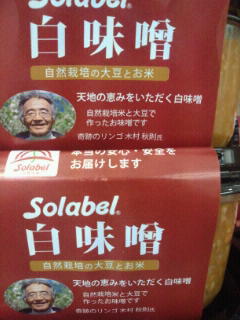 Solabel®
白味噌
自然栽培の大豆とお米
天地の恵みをいただく白味噌
自然栽培米と大豆で
作ったお味噌です
奇跡のリンゴ 木村 秋則氏
本当の安心・安全を
お届けします
Solabel®
白味噌
自然栽培の大豆とお米
天地の恵みをいただく白味噌
自然栽培米と大豆で
作ったお味噌です
奇跡のリンゴ 木村 秋則氏